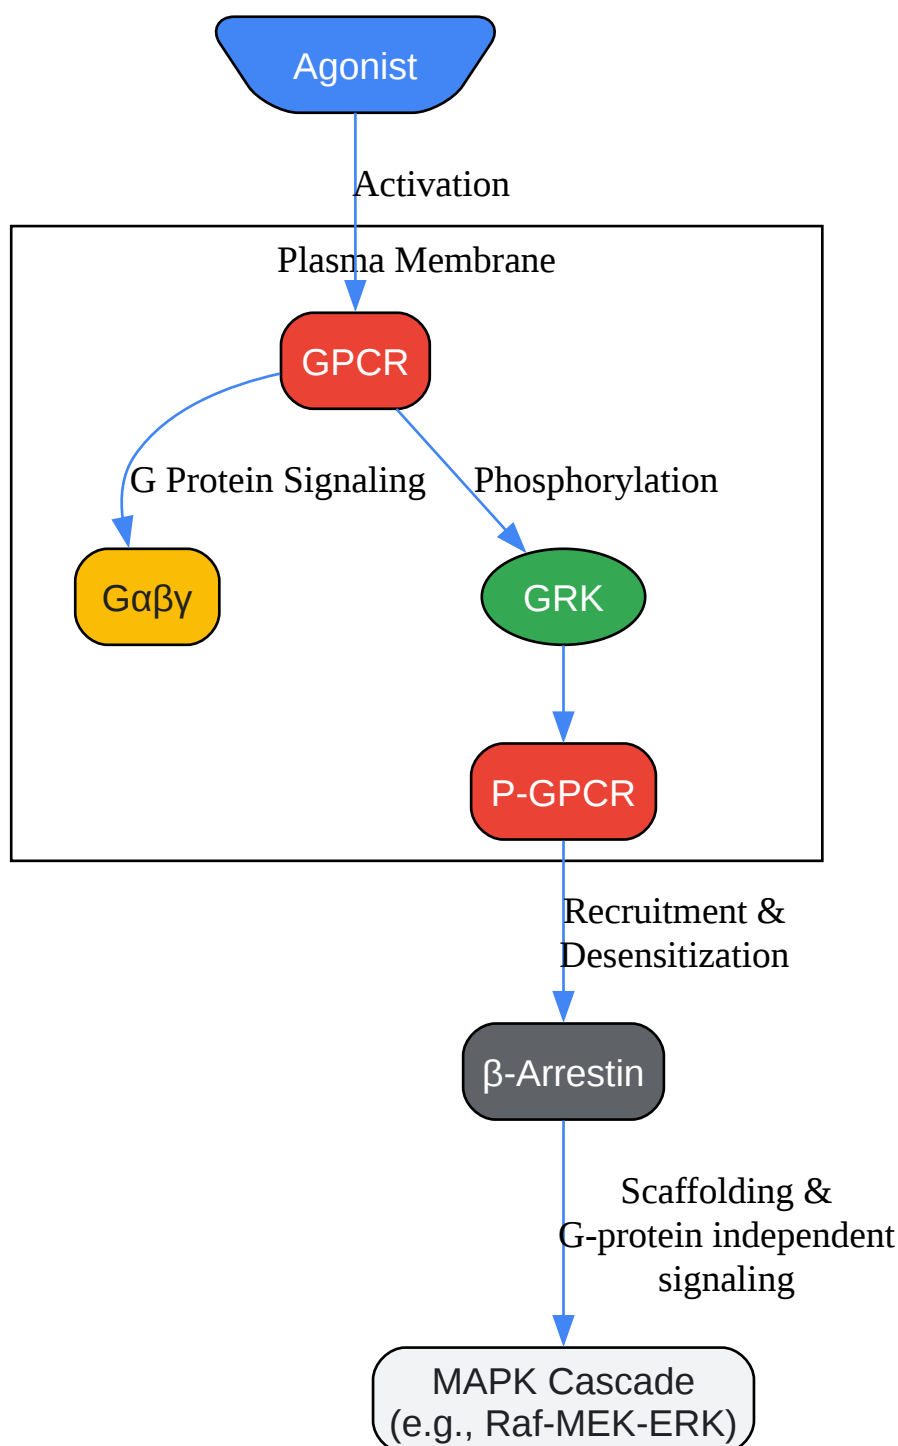 Agonist
Activation
Plasma Membrane
GPCR
G Protein Signaling
Phosphorylation
Gαβγ
GRK
P-GPCR
Recruitment &
Desensitization
β-Arrestin
Scaffolding &
G-protein independent
signaling
MAPK Cascade
(e.g., Raf-MEK-ERK)